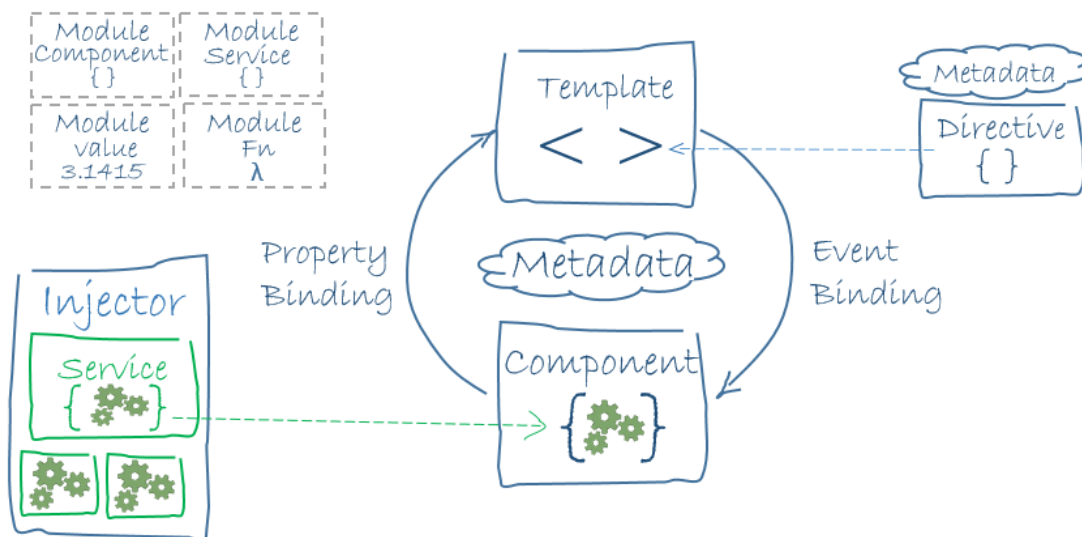 Module
Component
{ }
Module
Service
{ }
Module
value
3.1415
Module
Fn
λ
Template
< >
Metadata
Directive
{ }
Property
Binding
Metadata
Event
Binding
Injector
Service
{ }
Component
{ }